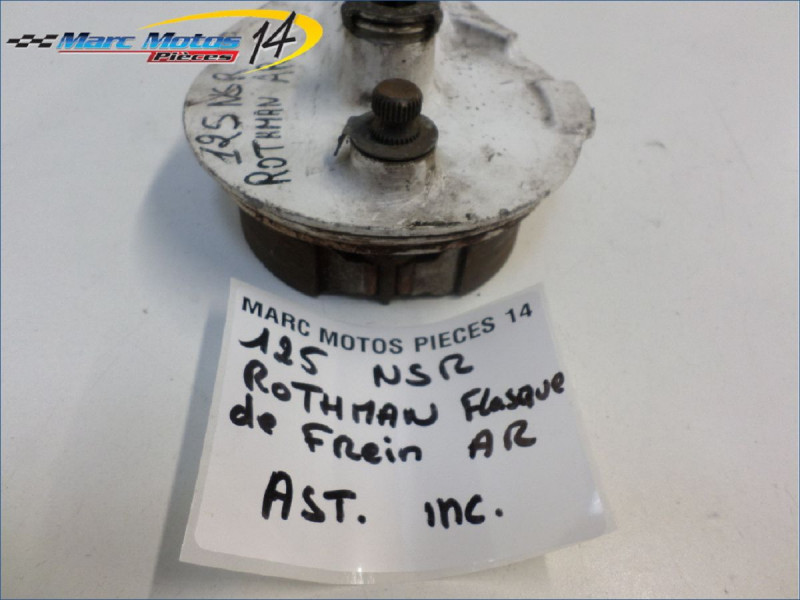 Marc Motos 14
Pièces
125 NSR
ROTHMAN
MARC MOTOS PIECES 14
125 NSR
ROTHMAN Flasque
de FRein AR
AST. inc.